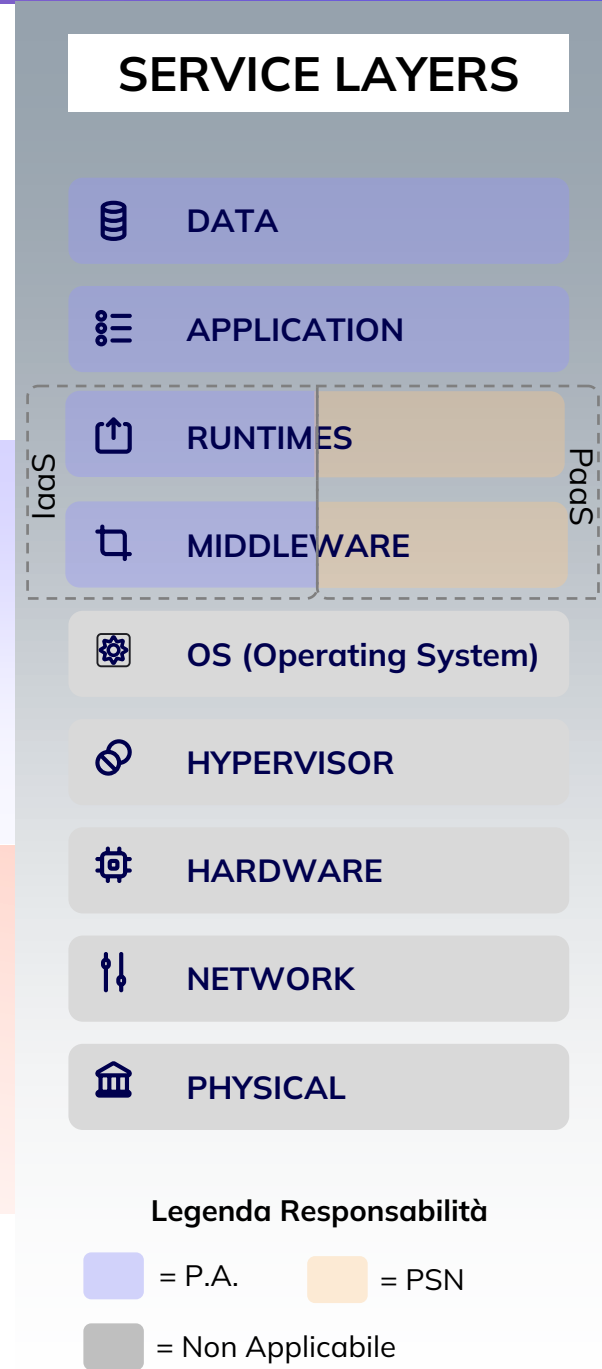 SERVICE LAYERS
DATA
APPLICATION
IaaS
RUNTIMES
PaaS
MIDDLEWARE
OS (Operating System)
HYPERVISOR
HARDWARE
NETWORK
PHYSICAL
Legenda Responsabilità
= P.A.
= PSN
= Non Applicabile